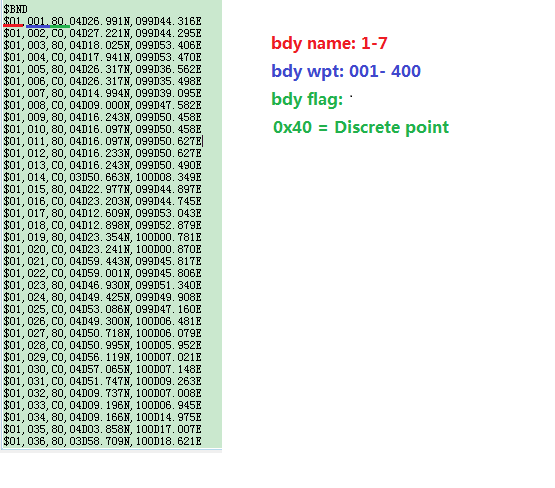 $BND
$01,001,80,04D26.991N,099D44.316E
$01,002,C0,04D27.221N,099D44.295E
$01,003,80,04D18.025N,099D53.406E
$01,004,C0,04D17.941N,099D53.470E
$01,005,80,04D26.317N,099D36.562E
$01,006,C0,04D26.317N,099D35.498E
$01,007,80,04D14.994N,099D39.095E
$01,008,C0,04D09.000N,099D47.582E
$01,009,80,04D16.243N,099D50.458E
$01,010,80,04D16.097N,099D50.458E
$01,011,80,04D16.097N,099D50.627E
$01,012,80,04D16.233N,099D50.627E
$01,013,C0,04D16.243N,099D50.490E
$01,014,C0,03D50.663N,100D08.349E
$01,015,80,04D22.977N,099D44.897E
$01,016,C0,04D23.203N,099D44.745E
$01,017,80,04D12.609N,099D53.043E
$01,018,C0,04D12.898N,099D52.879E
$01,019,80,04D23.354N,100D00.781E
$01,020,C0,04D23.241N,100D00.870E
$01,021,C0,04D59.443N,099D45.817E
$01,022,C0,04D59.001N,099D45.806E
$01,023,80,04D46.930N,099D51.340E
$01,024,80,04D49.425N,099D49.908E
$01,025,C0,04D53.086N,099D47.160E
$01,026,C0,04D49.300N,100D06.481E
$01,027,80,04D50.718N,100D06.079E
$01,028,C0,04D50.995N,100D05.952E
$01,029,C0,04D56.119N,100D07.021E
$01,030,C0,04D57.065N,100D07.148E
$01,031,C0,04D51.747N,100D09.263E
$01,032,80,04D09.737N,100D07.008E
$01,033,C0,04D09.196N,100D06.945E
$01,034,80,04D09.166N,100D14.975E
$01,035,80,04D03.858N,100D17.007E
$01,036,80,03D58.709N,100D18.621E
bdy name: 1-7
bdy wpt: 001- 400
bdy flag:
0x40 = Discrete point